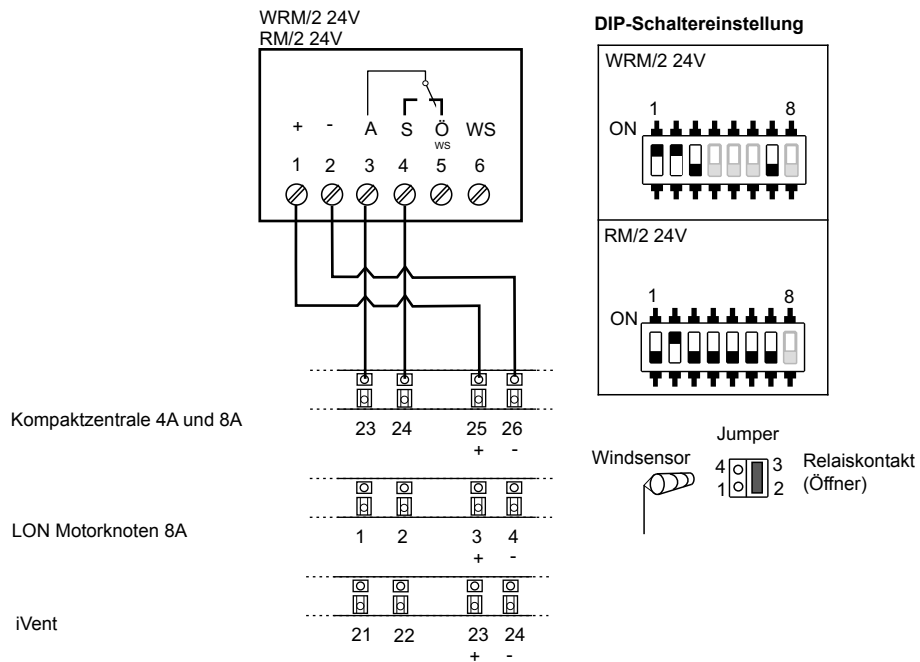 WRM/2 24V
RM/2 24V
+ - A S Ö WS
WS
1 2 3 4 5 6
DIP-Schaltereinstellung
WRM/2 24V
1 8
ON
RM/2 24V
1 8
ON
Kompaktzentrale 4A und 8A
23 24 25 26
+ -
LON Motorknoten 8A
1 2 3 4
+ -
iVent
21 22 23 24
+ -
Jumper
Windsensor
4 3
1 2
Relaiskontakt
(Öffner)